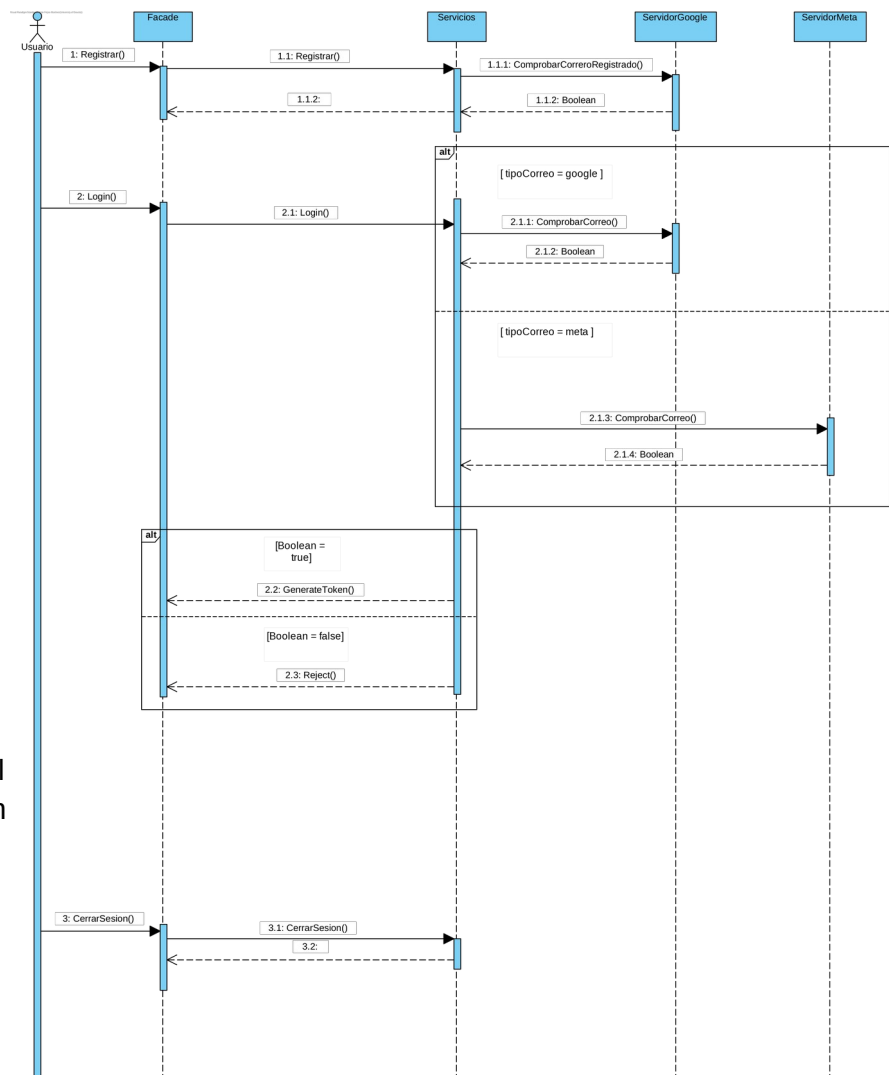 Facade
Servicios
ServidorGoogle
ServidorMeta
Usuario
1: Registrar()
1.1: Registrar()
1.1.1: ComprobarCorreroRegistrado()
1.1.2:
1.1.2: Boolean
alt
[ tipoCorreo = google ]
2: Login()
2.1: Login()
2.1.1: ComprobarCorreo()
2.1.2: Boolean
[ tipoCorreo = meta ]
2.1.3: ComprobarCorreo()
2.1.4: Boolean
alt
[Boolean =
true]
2.2: GenerateToken()
[Boolean = false]
2.3: Reject()
3: CerrarSesion()
3.1: CerrarSesion()
3.2: